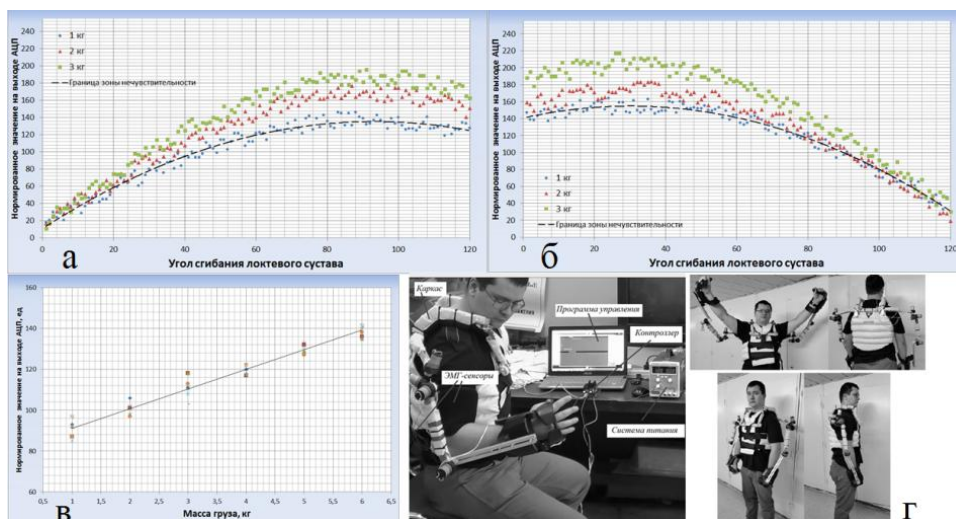 Нормированное значение на выходе АЦП
240
220
200
180
160
140
120
100
80
60
40
20
0
1 кг
2 кг
3 кг
Граница зоны нечувствительности
0
20
40
60
80
100
120
Угол сгибания локтевого сустава
а
Нормированное значение на выходе АЦП
240
220
200
180
160
140
120
100
80
60
40
20
0
1 кг
2 кг
3 кг
Граница зоны нечувствительности
0
20
40
60
80
100
120
Угол сгибания локтевого сустава
б
Нормированное значение на выходе АЦП, ед
160
140
120
100
80
60
0,5
1
1,5
2
2,5
3
3,5
4
4,5
5
5,5
6
6,5
Масса груза, кг
в
Каркас
Программа управления
Контроллер
ЭМГ-сенсоры
Система питания
г